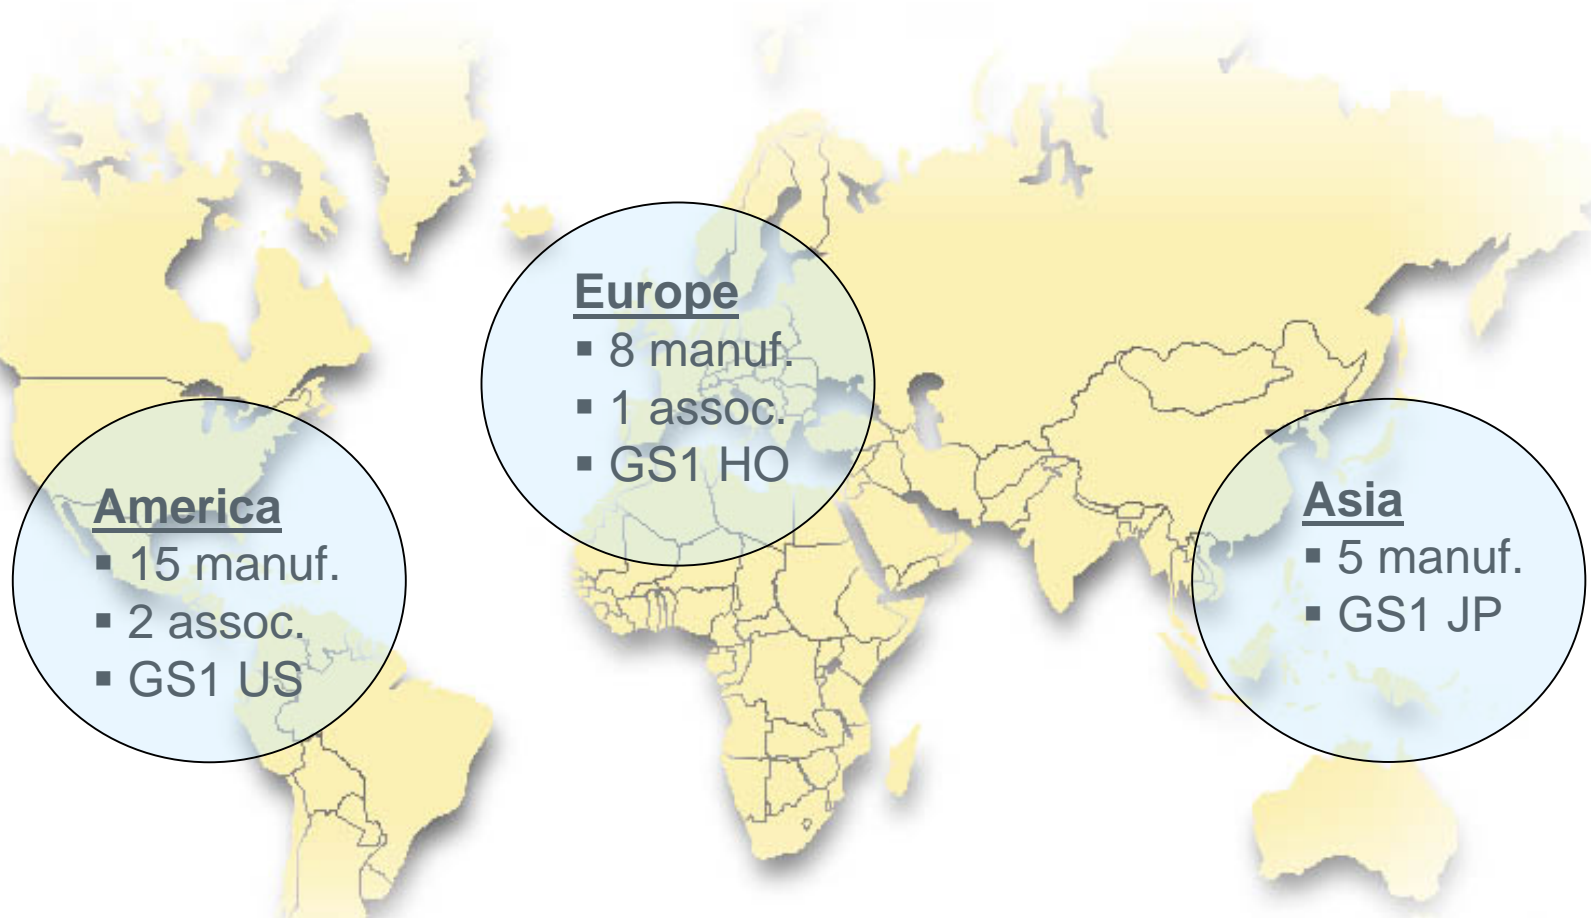 Europe
▪ 8 manuf.
▪ 1 assoc.
▪ GS1 HO
America
▪ 15 manuf.
▪ 2 assoc.
▪ GS1 US
Asia
▪ 5 manuf.
▪ GS1 JP